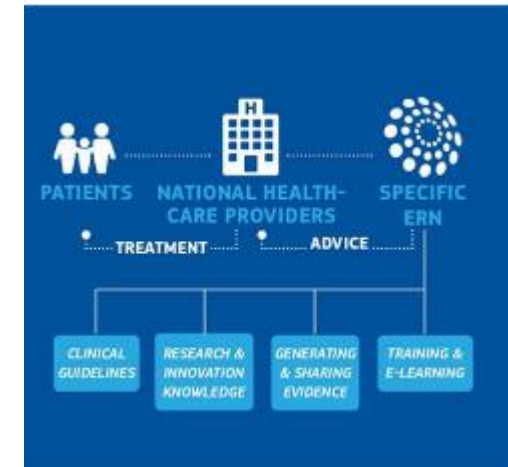 H
PATIENTS
NATIONAL HEALTH-
CARE PROVIDERS
SPECIFIC
ERN
TREATMENT
ADVICE
CLINICAL
GUIDELINES
RESEARCH &
INNOVATION
KNOWLEDGE
GENERATING
& SHARING
EVIDENCE
TRAINING &
E-LEARNING